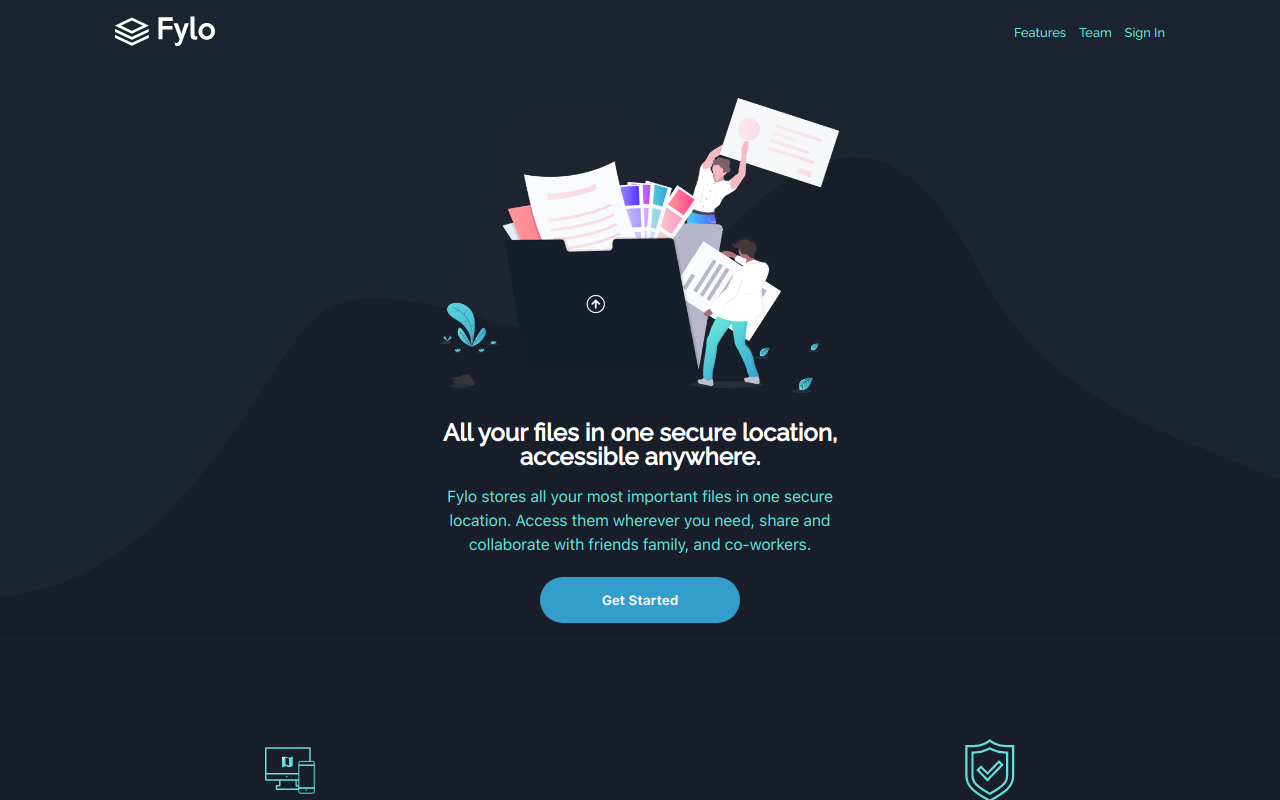 Fylo
Features Team Sign In
All your files in one secure location,
accessible anywhere.
Fylo stores all your most important files in one secure
location. Access them wherever you need, share and
collaborate with friends family, and co-workers.
Get Started